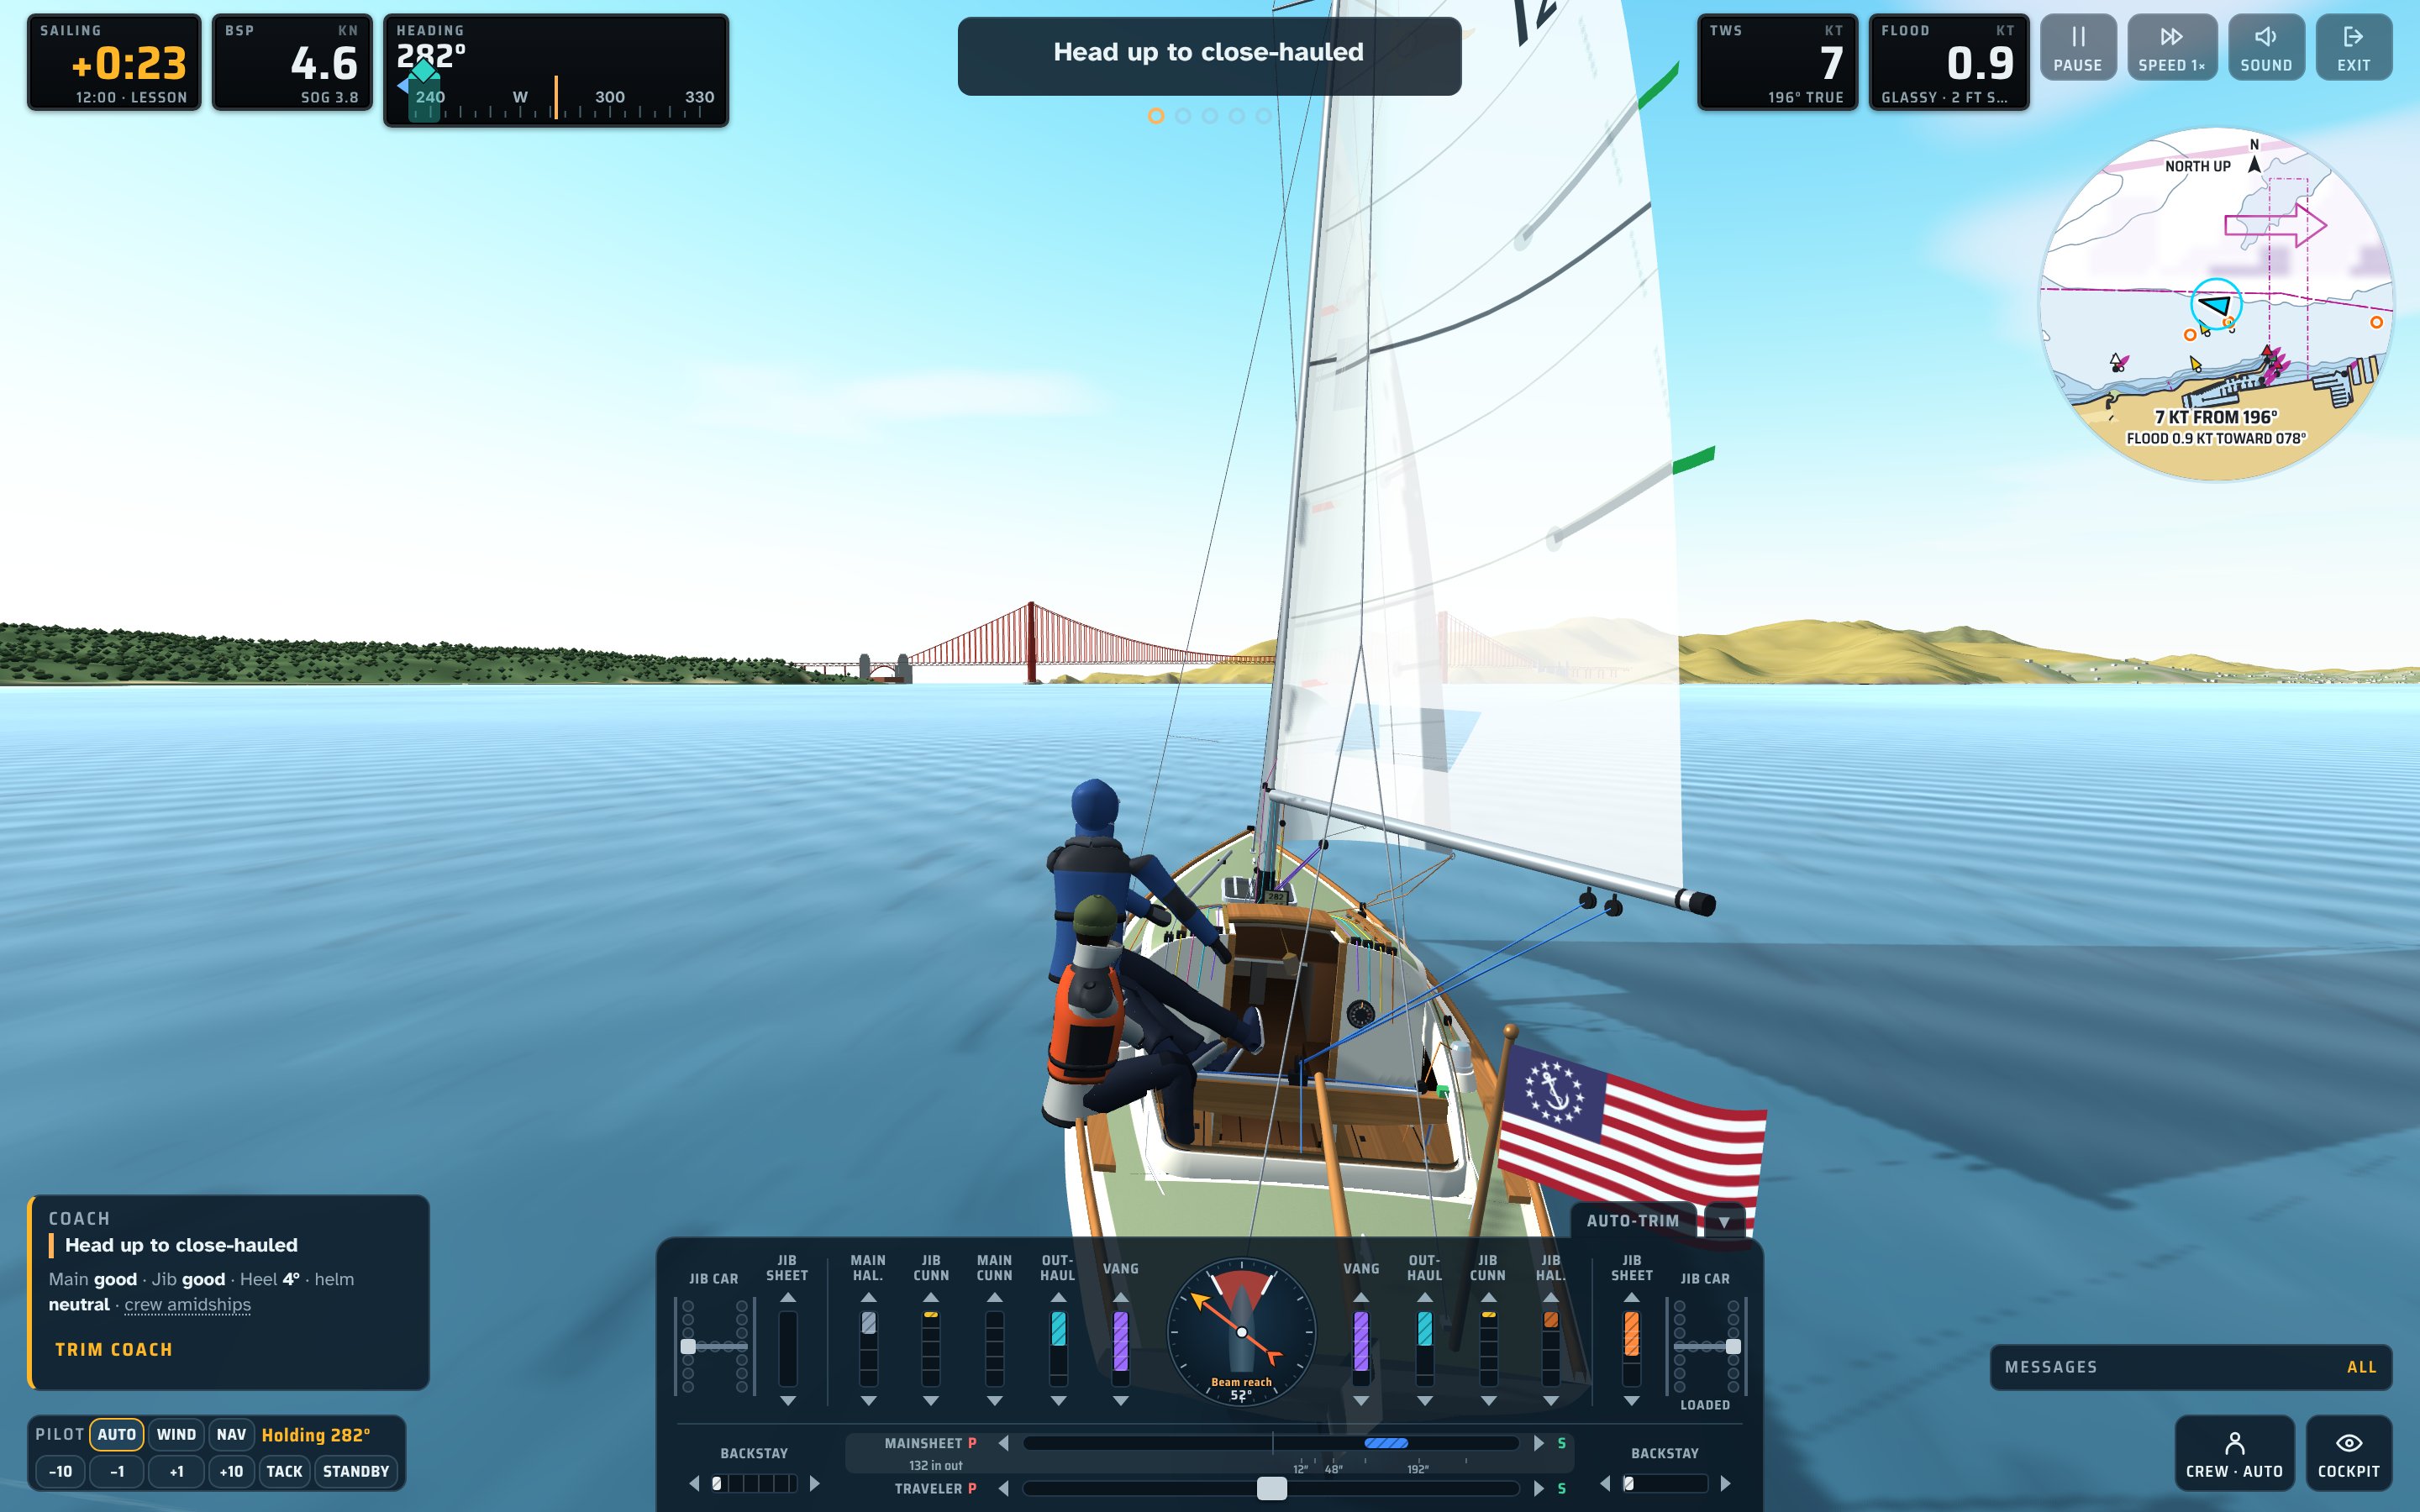 SAILING
+0:23
12:00 · LESSON
BSP KN
4.6
SOG 3.8
HEADING
282°
240 W 300 330
Head up to close-hauled
TWS KT
7
196° TRUE
FLOOD KT
0.9
GLASSY · 2 FT S...
PAUSE
SPEED 1×
SOUND
EXIT
12
N
NORTH UP
7 KT FROM 196°
FLOOD 0.9 KT TOWARD 078°
282
COACH
Head up to close-hauled
Main good · Jib good · Heel 4° · helm
neutral · crew amidships
TRIM COACH
PILOT AUTO WIND NAV Holding 282°
-10 -1 +1 +10 TACK STANDBY
AUTO-TRIM ▼
JIB CAR
JIB SHEET
MAIN HAL.
JIB CUNN
MAIN CUNN
OUT-HAUL
VANG
Beam reach
52°
VANG
OUT-HAUL
JIB CUNN
JIB HAL.
JIB SHEET
JIB CAR
LOADED
BACKSTAY
MAINSHEET P S
132 in out
12" 48" 192"
TRAVELER P S
BACKSTAY
MESSAGES ALL
CREW · AUTO
COCKPIT